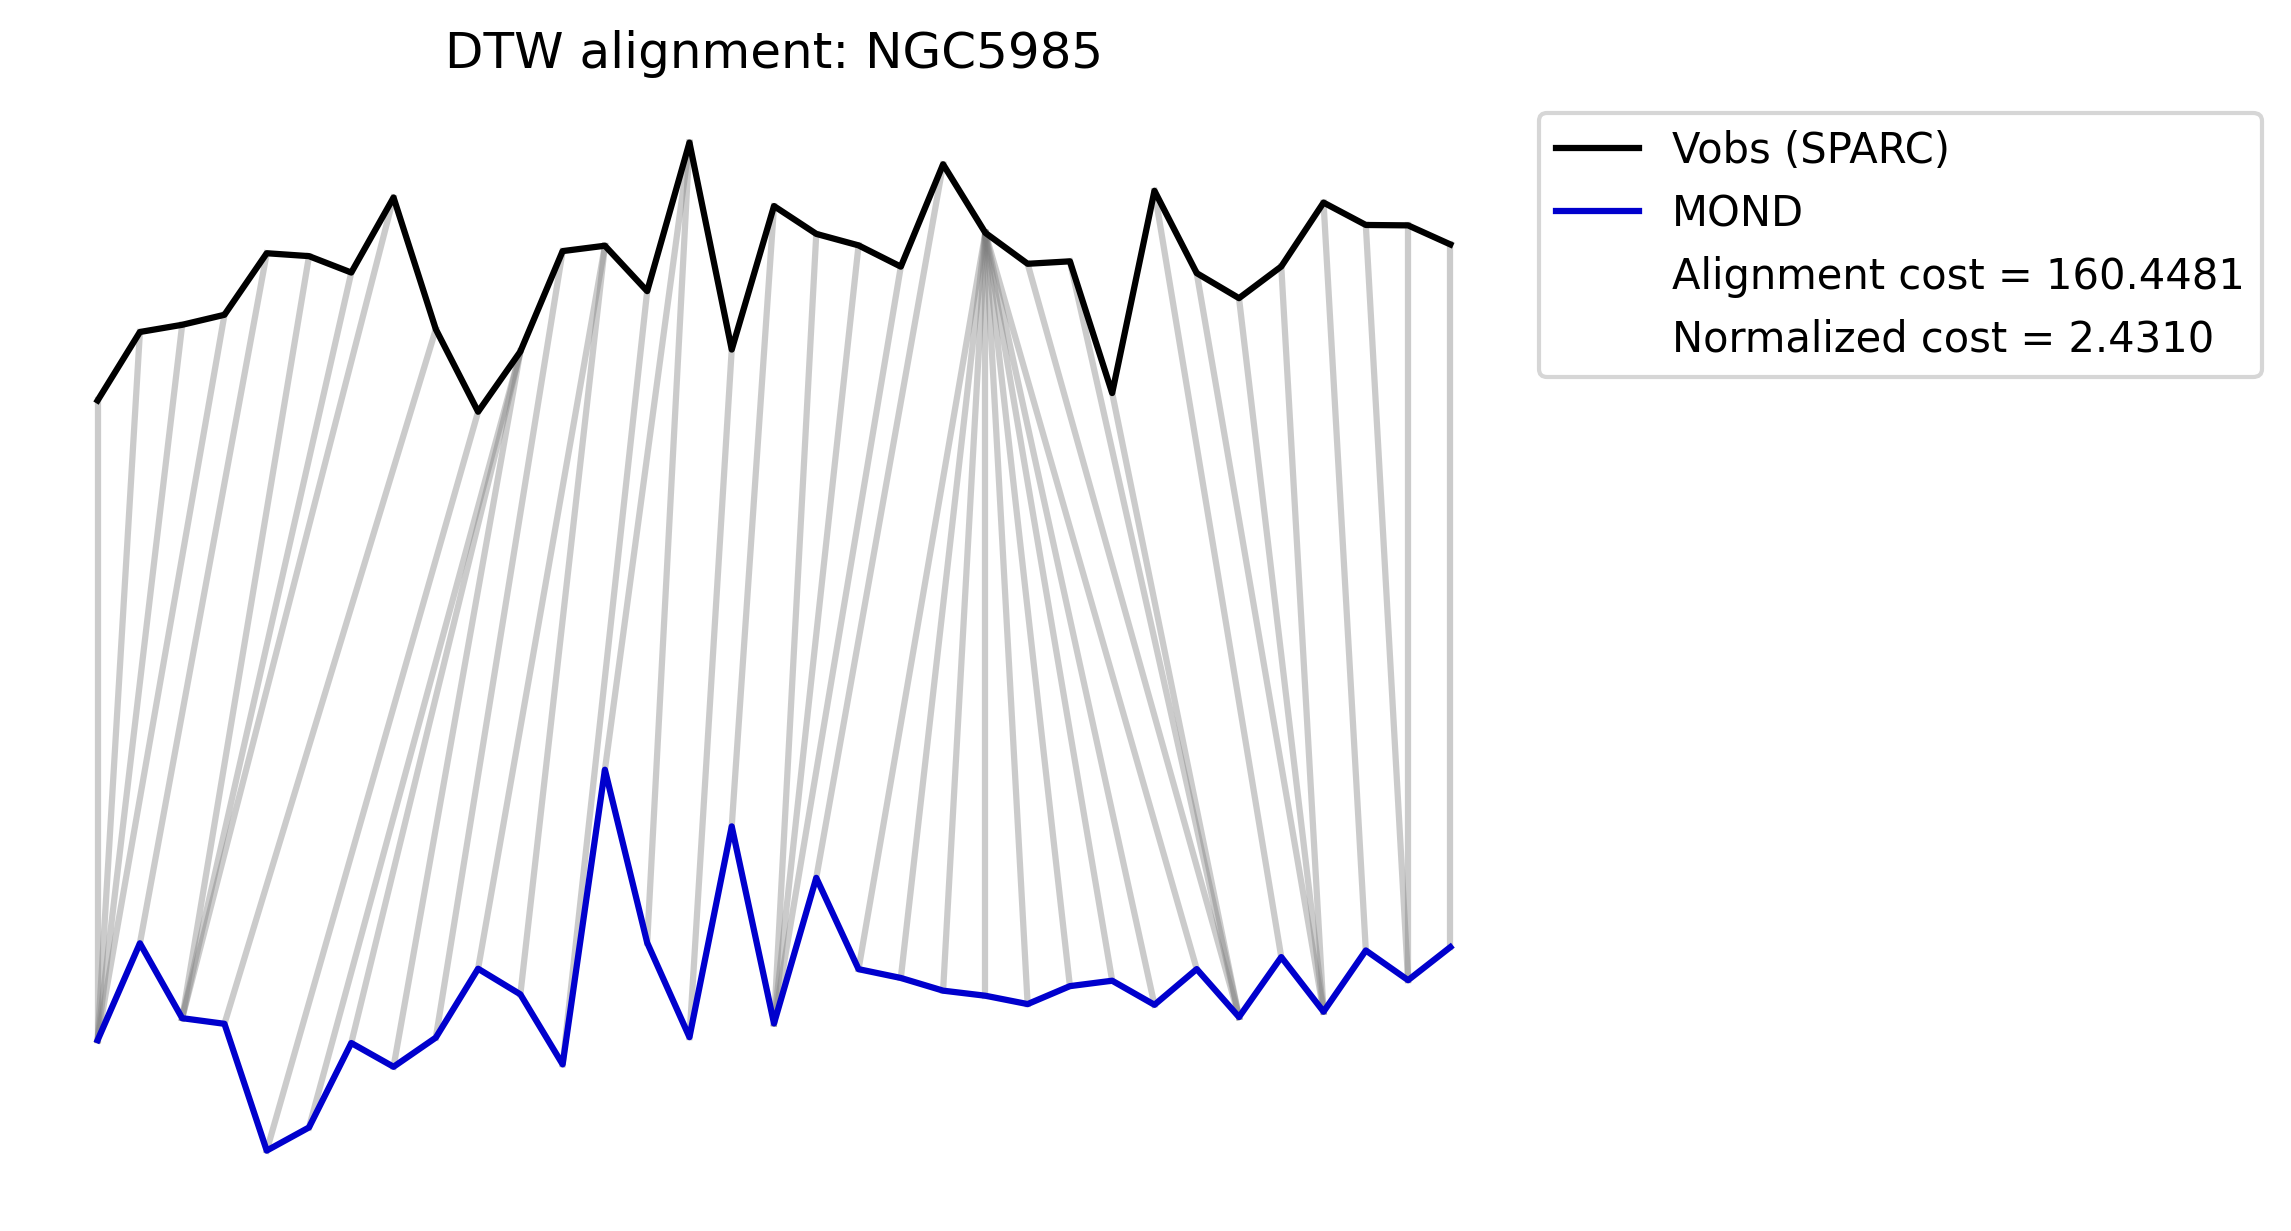 DTW alignment: NGC5985
Vobs (SPARC)
MOND
Alignment cost = 160.4481
Normalized cost = 2.4310